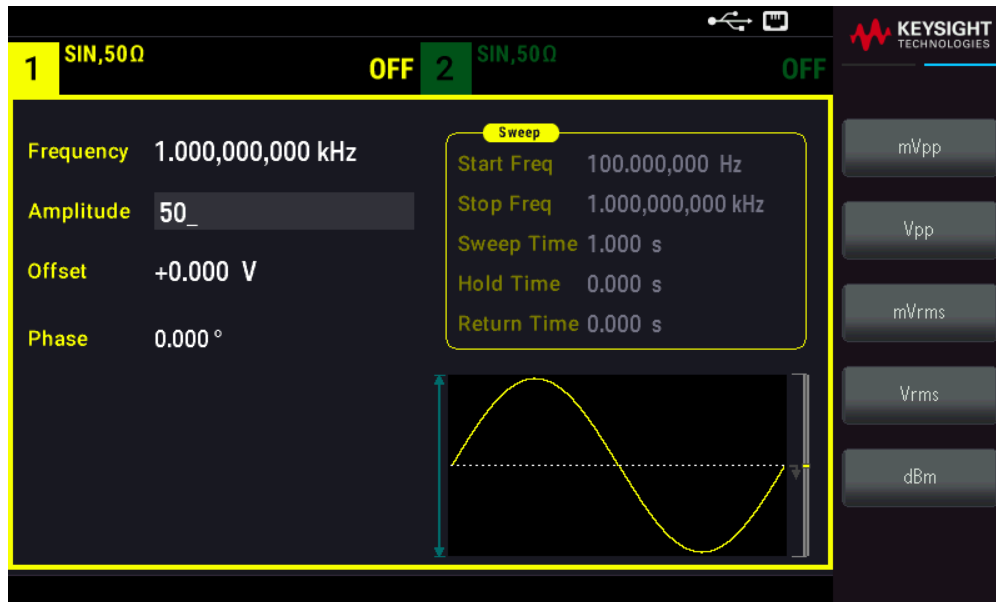 KEYSIGHT
TECHNOLOGIES
1 SIN,50Ω OFF 2 SIN,50Ω OFF
Frequency 1.000,000,000 kHz
Amplitude 50_
Offset +0.000 V
Phase 0.000°
Sweep
Start Freq 100.000,000 Hz
Stop Freq 1.000,000,000 kHz
Sweep Time 1.000 s
Hold Time 0.000 s
Return Time 0.000 s
mVpp
Vpp
mVrms
Vrms
dBm